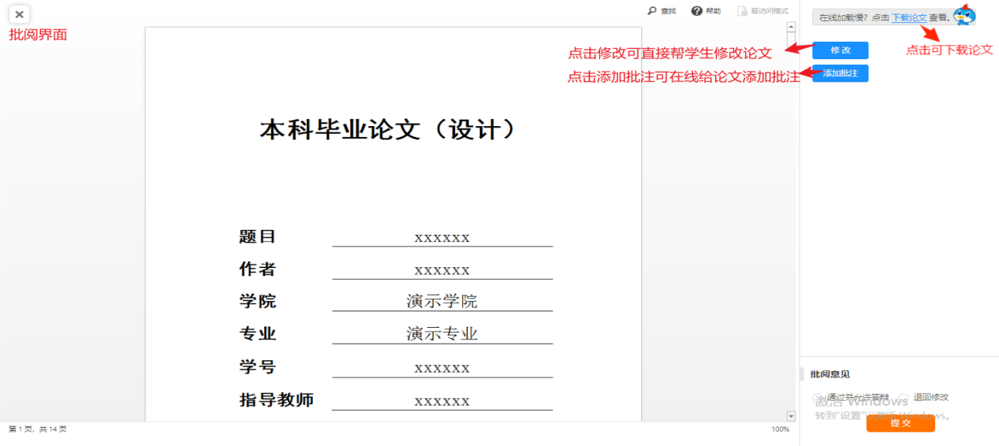 查找 帮助 易访问模式
在线加载慢？点击 下载论文 查看。
批阅界面
点击修改可直接帮学生修改论文
修改
点击可下载论文
点击添加批注可在线给论文添加批注
添加批注
本科毕业论文（设计）
题目 xxxxxx
作者 xxxxxx
学院 演示学院
专业 演示专业
学号 xxxxxx
指导教师 xxxxxx
批阅意见
通过并允许答辩 退回修改
激活 Windows
转到“设置”以激活 Windows。
提交
第 1 页，共 14 页
100%